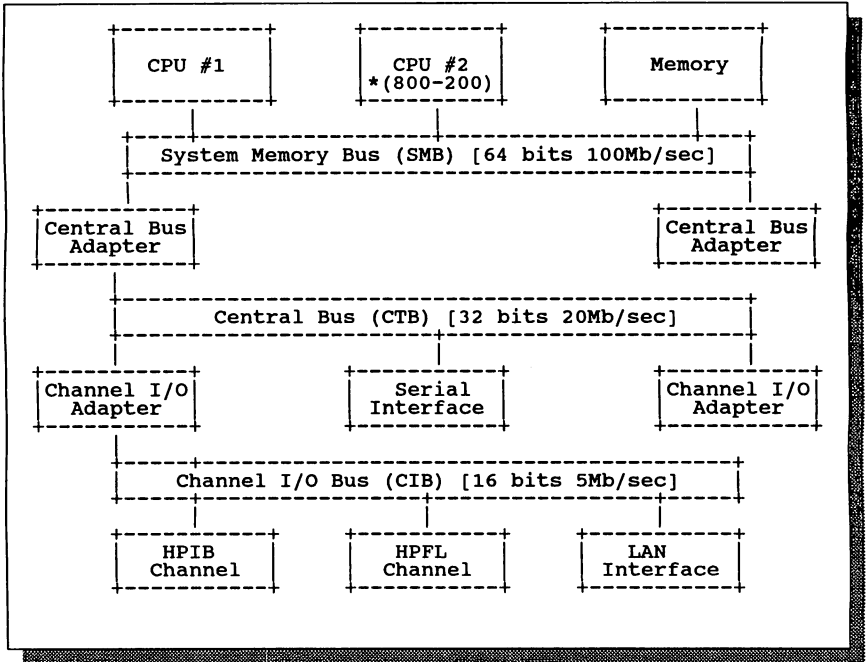 CPU #1 CPU #2 Memory
*(800-200)
System Memory Bus (SMB) [64 bits 100Mb/sec]
Central Bus Central Bus
Adapter Adapter
Central Bus (CTB) [32 bits 20Mb/sec]
Channel I/O Serial Channel I/O
Adapter Interface Adapter
Channel I/O Bus (CIB) [16 bits 5Mb/sec]
HPIB HPFL LAN
Channel Channel Interface